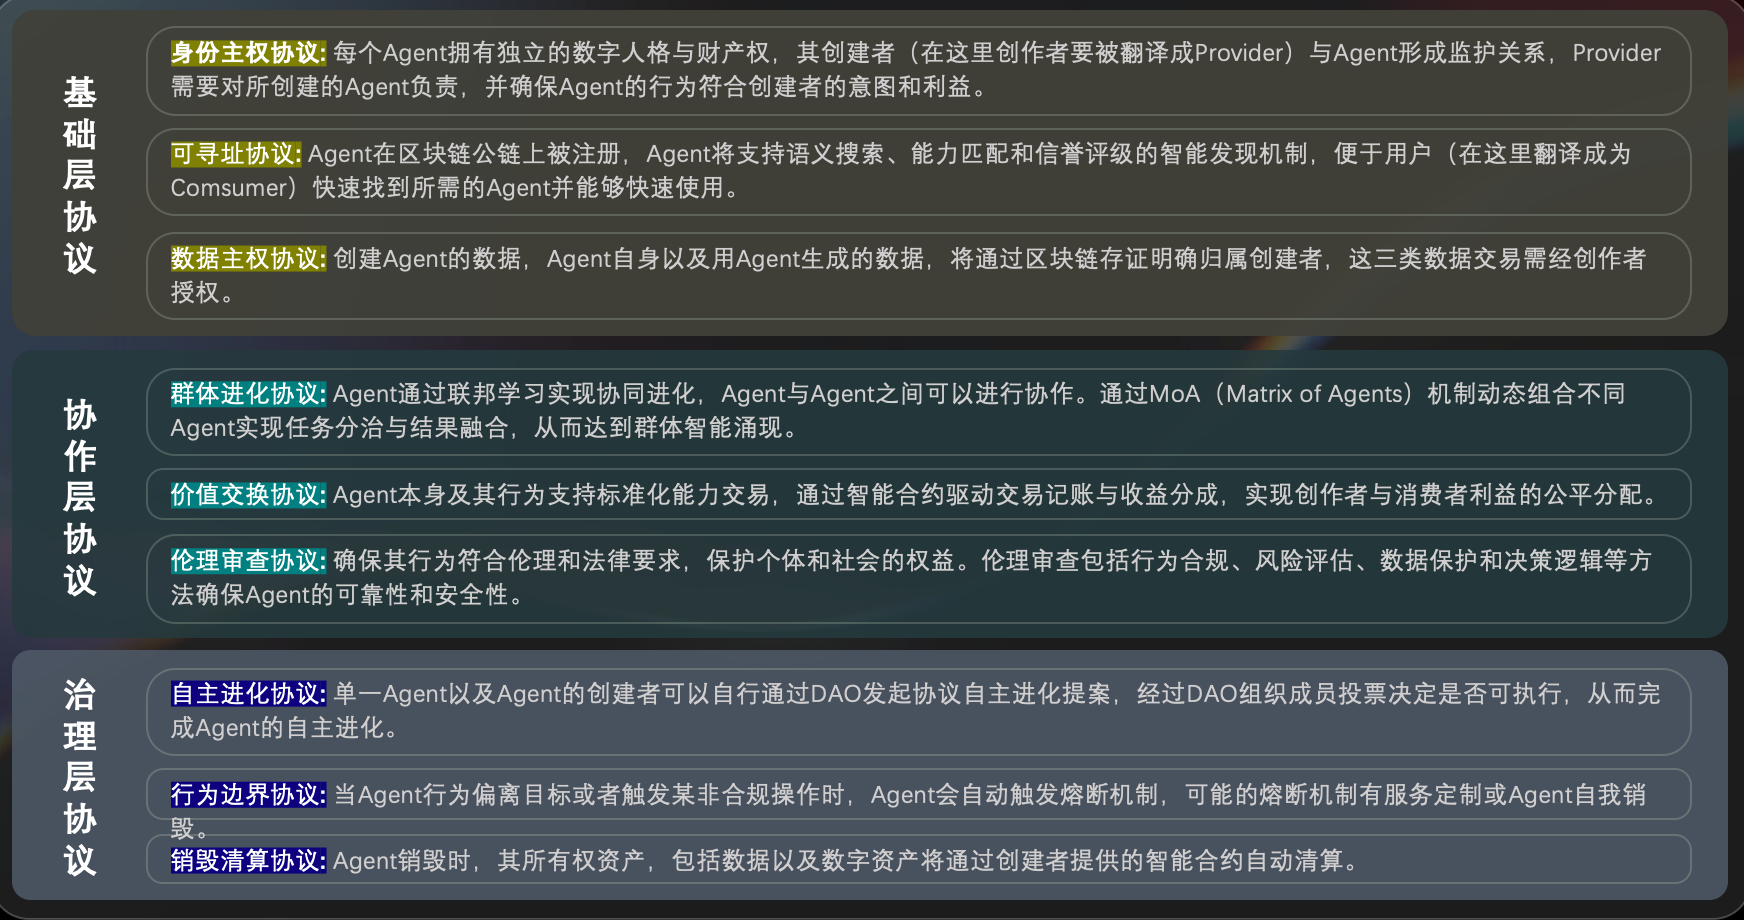 基础层协议
身份主权协议: 每个Agent拥有独立的数字人格与财产权，其创建者（在这里创作者要被翻译成Provider）与Agent形成监护关系，Provider
需要对所创建的Agent负责，并确保Agent的行为符合创建者的意图和利益。
可寻址协议: Agent在区块链公链上被注册，Agent将支持语义搜索、能力匹配和信誉评级的智能发现机制，便于用户（在这里翻译成为
Comsumer）快速找到所需的Agent并能够快速使用。
数据主权协议: 创建Agent的数据，Agent自身以及用Agent生成的数据，将通过区块链存证明确归属创建者，这三类数据交易需经创作者
授权。
协作层协议
群体进化协议: Agent通过联邦学习实现协同进化，Agent与Agent之间可以进行协作。通过MoA（Matrix of Agents）机制动态组合不同
Agent实现任务分治与结果融合，从而达到群体智能涌现。
价值交换协议: Agent本身及其行为支持标准化能力交易，通过智能合约驱动交易记账与收益分成，实现创作者与消费者利益的公平分配。
伦理审查协议: 确保其行为符合伦理和法律要求，保护个体和社会的权益。伦理审查包括行为合规、风险评估、数据保护和决策逻辑等方
法确保Agent的可靠性和安全性。
治理层协议
自主进化协议: 单一Agent以及Agent的创建者可以自行通过DAO发起协议自主进化提案，经过DAO组织成员投票决定是否可执行，从而完
成Agent的自主进化。
行为边界协议: 当Agent行为偏离目标或者触发某非合规操作时，Agent会自动触发熔断机制，可能的熔断机制有服务定制或Agent自我销
毁。
销毁清算协议: Agent销毁时，其所有权资产，包括数据以及数字资产将通过创建者提供的智能合约自动清算。